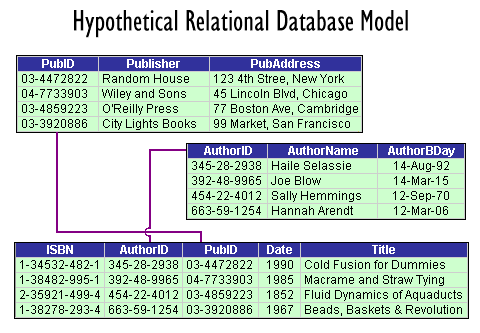 Hypothetical Relational Database Model
PubID Publisher PubAddress
03-4472822 Random House 123 4th Stree, New York
04-7733903 Wiley and Sons 45 Lincoln Blvd, Chicago
03-4859223 O'Reilly Press 77 Boston Ave, Cambridge
03-3920886 City Lights Books 99 Market, San Francisco
AuthorID AuthorName AuthorBDay
345-28-2938 Haile Selassie 14-Aug-92
392-48-9965 Joe Blow 14-Mar-15
454-22-4012 Sally Hemmings 12-Sep-70
663-59-1254 Hannah Arendt 12-Mar-06
ISBN AuthorID PubID Date Title
1-34532-482-1 345-28-2938 03-4472822 1990 Cold Fusion for Dummies
1-38482-995-1 392-48-9965 04-7733903 1985 Macrame and Straw Tying
2-35921-499-4 454-22-4012 03-4859223 1852 Fluid Dynamics of Aquaducts
1-38278-293-4 663-59-1254 03-3920886 1967 Beads, Baskets & Revolution